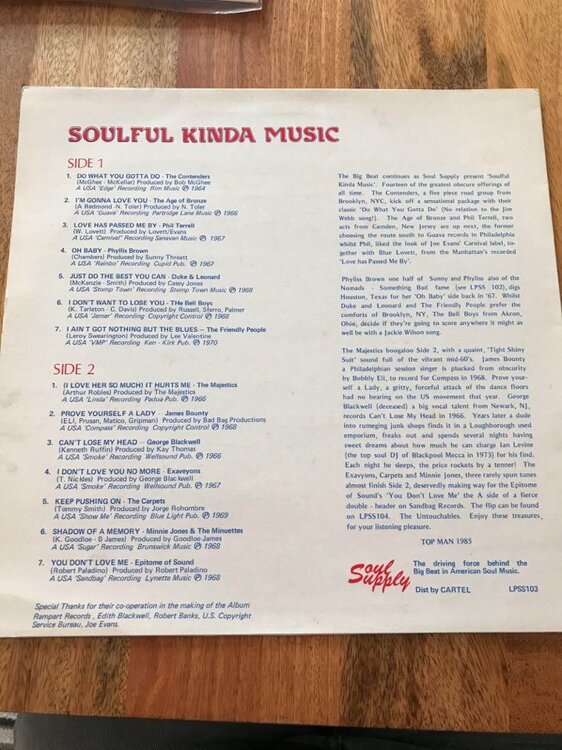 SOULFUL KINDA MUSIC
SIDE 1
1. DO WHAT YOU GOTTA DO - The Contenders
(McGhee - McKellar) Produced by Bob McGhee
A USA 'Edge' Recording Rim Music Ⓟ 1964
2. I'M GONNA LOVE YOU - The Age of Bronze
(A Redmond -N. Toler) Produced by N. Toler
A USA 'Guava' Recording Partridge Lane Music Ⓟ 1966
3. LOVE HAS PASSED ME BY - Phil Terrell
(W. Lovett) Produced by Lovett/Evans
A USA 'Carnival' Recording Sanavan Music Ⓟ 1967
4. OH BABY - Phyllis Brown
(Chambers) Produced by Sunny Threatt
A USA 'Rainbo' Recording Cupid Pub. Ⓟ 1967
5. JUST DO THE BEST YOU CAN - Duke & Leonard
(McKenzie - Smith) Produced by Casey Jones
A USA 'Stomp Town' Recording Stomp Town Music Ⓟ 1968
6. I DON'T WANT TO LOSE YOU - THe Bell Boys
(K. Tarleton - C. Davis) Produced by Russell, Sferro, Palmer
A USA 'Jamar' Recording Copyright Control Ⓟ 1968
7. I AIN'T GOT NOTHING BUT THE BLUES — The Friendly People
(Leroy Swearington) Produced by Lee Valentine
A USA 'VMP' Recording Ken - Kirk Pub. Ⓟ 1970
SIDE 2
1. (I LOVE HER SO MUCH) IT HURTS ME - The Majestics
(Arthur Robles) Produced by The Majestics
A USA 'Linda' Recording Padua Pub. Ⓟ 1966
2. PROVE YOURSELF A LADY — James Bounty
(ELI, Prusan, Matico, Gripman) Produced by Bad Bag Productions
A USA 'Compass' Recording Copyright Control Ⓟ 1968
3. CAN'T LOSE MY HEAD — George Blackwell
(Kenneth Ruffin) Produced by Kay Thomas
A USA 'Smoke' Recording Wellsound Pub. Ⓟ 1966
4. I DON'T LOVE YOU NO MORE - Exaveyons
(T. Nickles) Produced by George Blackwell
A USA 'Smoke' Recording Wellsound Pub. Ⓟ 1967
5. KEEP PUSHING ON - The Carpets
(Tommy Smith) Produced by Jorge Rohombre
A USA 'Show Me' Recording Blue Light Pub. Ⓟ 1969
6. SHADOW OF A MEMORY - Minnie Jones & The Minuettes
(K. Goodloe - B James) Produced by Goodloe-James
A USA 'Sugar' Recording Brunswick Music Ⓟ 1968
7. YOU DON'T LOVE ME - Epitome of Sound
(Robert Paladino) Produced by Robert Paladino
A USA 'Sandbag' Recording Lynette Music Ⓟ 1968
Special Thanks for their co-operation in the making of the Album
Rampart Records , Edith Blackwell, Robert Banks, U.S. Copyright
Service Bureau, Joe Evans.
The Big Beat continues as Soul Supply present 'Soulful
Kinda Music'. Fourteen of the greatest obscure offerings of
all time. The Contenders, a five piece road group from
Brooklyn, NYC, kick off a sensational package with their
classic 'Do What You Gotta Do' (No relation to the Jim
Webb song!). The Age of Bronze and Phil Terrell, two
acts from Camden, New Jersey are up next, the former
choosing the route south to Guava records in Philadelphia
whilst Phil, liked the look of Joe Evans' Carnival label, tog-
ether with Blue Lovett, from the Manhattan's recorded
'Love has Passed Me By'.
Phyliss Brown one half of Sunny and Phyliss also of the
Nomads - Something Bad fame (see LPSS 102), digs
Houston, Texas for her 'Oh Baby' side back in '67. Whilst
Duke and Leonard and The Friendly People prefer the
comforts of Brooklyn, NY, The Bell Boys from Akron,
Ohio, decide if they're going to score anywhere it might as
well be with a Jackie Wilson song.
The Majestics boogaloo Side 2, with a quaint, 'Tight Shiny
Suit' sound full of the vibrant mid-60's. James Bounty
a Philadelphian session singer is plucked from obscurity
by Bobby Eli, to record for Compass in 1968. Prove your-
self a Lady, a gritty, forceful attack of the dance floors
had no bearing on the US movement that year. George
Blackwell (deceased) a big vocal talent from Newark, NJ,
records Can't Lose My Head in 1966. Years later a dude
into rumeging junk shops finds it in a Loughborough used
emporium, freaks out and spends several nights having
sweet dreams about how much he can charge Ian Levine
(the top soul DJ of Blackpool Mecca in 1973) for his find.
Each night he sleeps, the price rockets by a tenner! The
Exavyons, Carpets and Minnie Jones, three rarely spun tunes
almost finish Side 2, deservedly making way for the Epitome
of Sound's 'You Don't Love Me' the A side of a fierce
double - header on Sandbag Records. The flip can be found
on LPSS104. The Untouchables. Enjoy these treasures
for your listening pleasure.
TOP MAN 1985
Soul Supply
The driving force behind the
Big Beat in American Soul Music.
Dist by CARTEL LPSS103